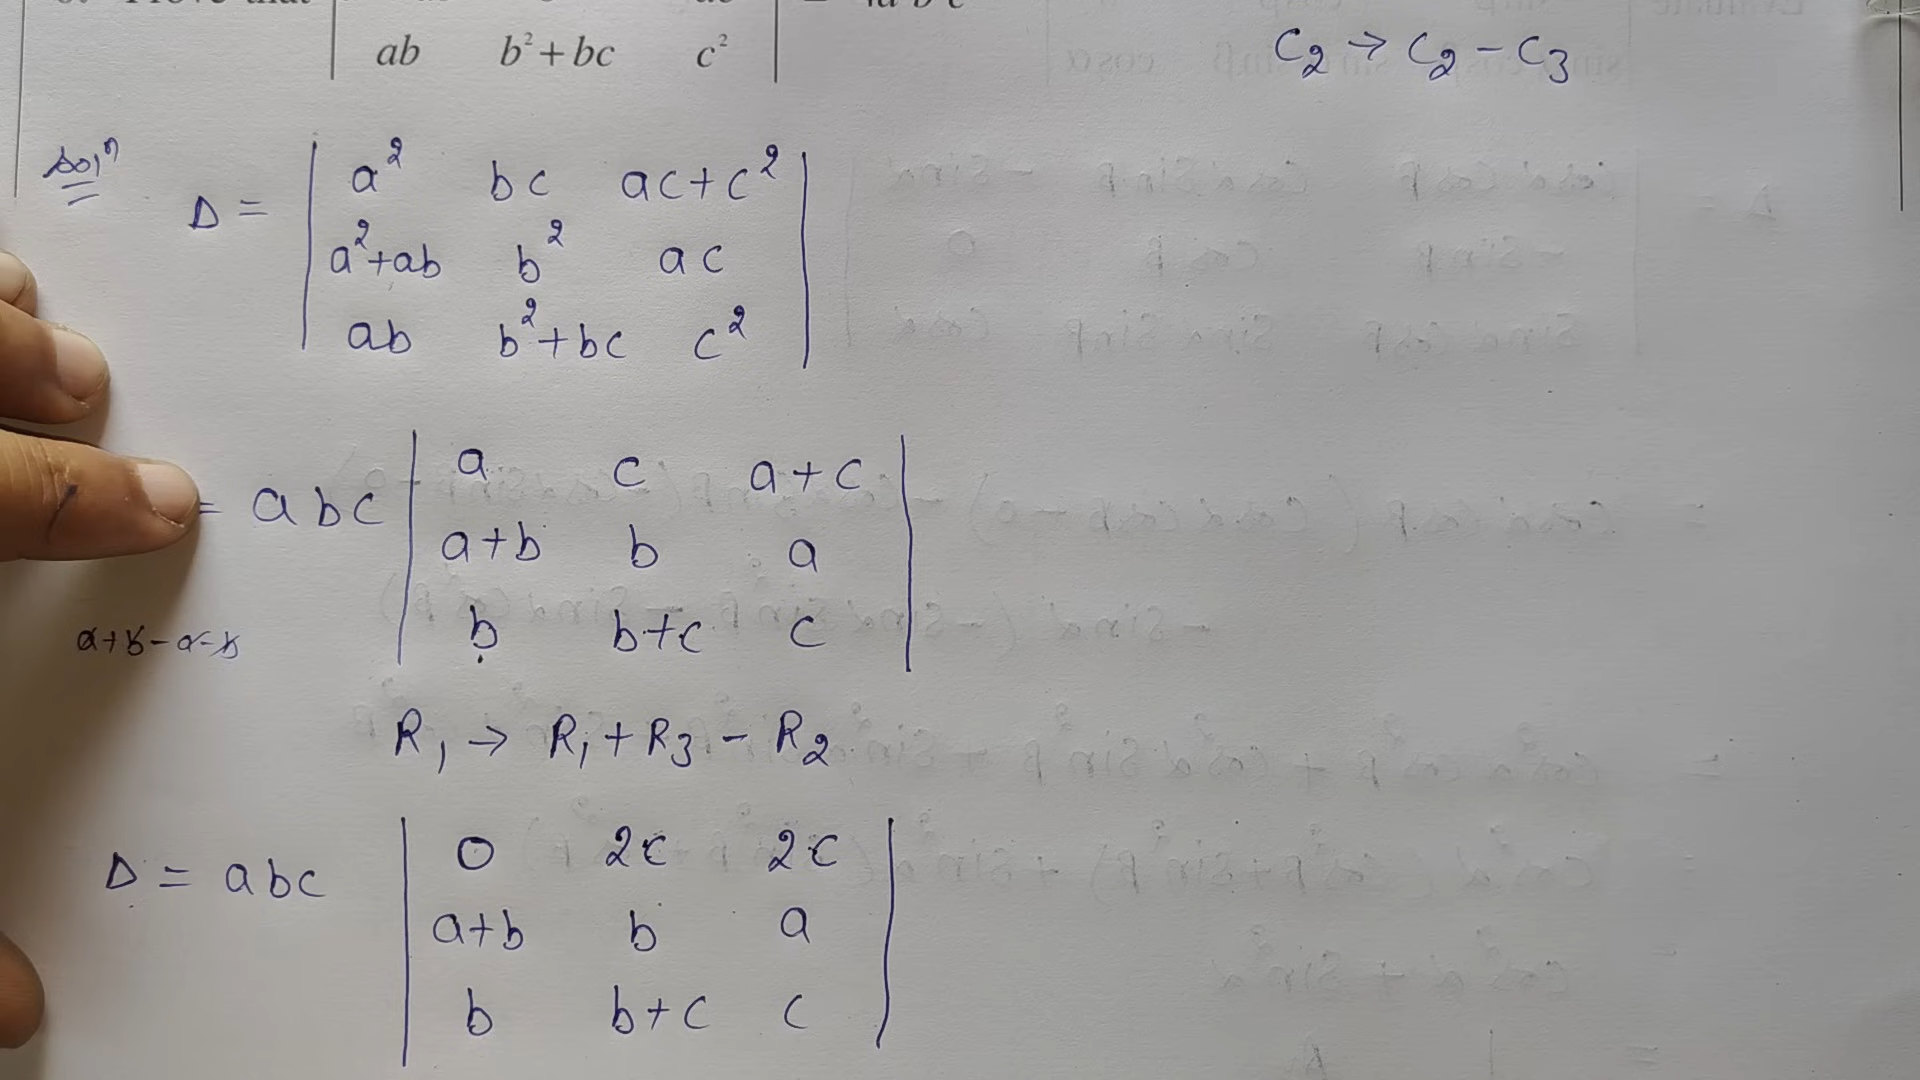 ab b²+bc c²
C₂ → C₂ - C₃
Solⁿ
Δ = | a² bc ac+c² |
| a²+ab b² ac |
| ab b²+bc c² |
= abc | a c a+c |
| a+b b a |
| b b+c c |
a+b-a-b
R₁ → R₁ + R₃ - R₂
Δ = abc | 0 2c 2c |
| a+b b a |
| b b+c c |